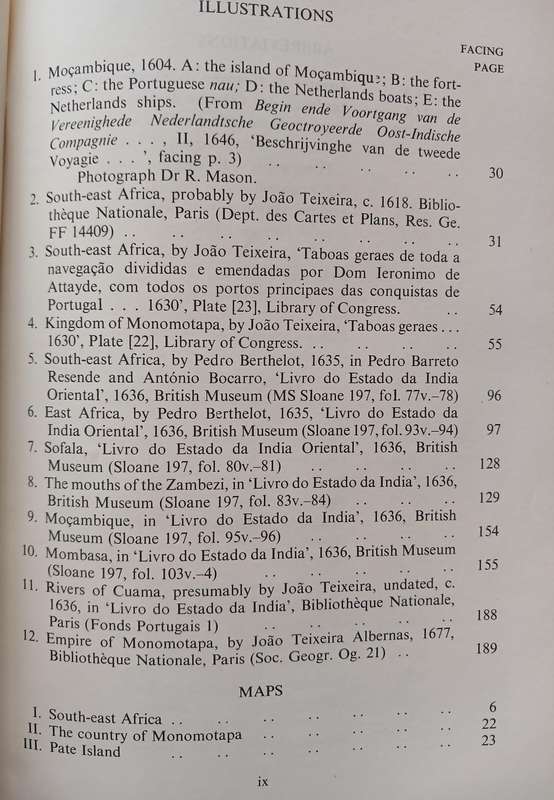 ILLUSTRATIONS
FACING
PAGE
1. Moçambique, 1604. A: the island of Moçambique; B: the fort-
ress; C: the Portuguese nau; D: the Netherlands boats; E: the
Netherlands ships. (From Begin ende Voortgang van de
Vereenighede Nederlandtsche Geoctroyeerde Oost-Indische
Compagnie . . . , II, 1646, ‘Beschrijvinghe van de tweede
Voyagie . . . ’, facing p. 3) .. .. .. .. ..
Photograph Dr R. Mason. 30
2. South-east Africa, probably by João Teixeira, c. 1618. Biblio-
thèque Nationale, Paris (Dept. des Cartes et Plans, Res. Ge.
FF 14409) .. .. .. .. .. .. .. .. 31
3. South-east Africa, by João Teixeira, ‘Taboas geraes de toda a
navegação divididas e emendadas por Dom Ieronimo de
Attayde, com todos os portos principaes das conquistas de
Portugal . . . 1630’, Plate [23], Library of Congress. .. 54
4. Kingdom of Monomotapa, by João Teixeira, ‘Taboas geraes . . .
1630’, Plate [22], Library of Congress. .. .. .. .. 55
5. South-east Africa, by Pedro Berthelot, 1635, in Pedro Barreto
Resende and António Bocarro, ‘Livro do Estado da India
Oriental’, 1636, British Museum (MS Sloane 197, fol. 77v.–78) 96
6. East Africa, by Pedro Berthelot, 1635, ‘Livro do Estado da
India Oriental’, 1636, British Museum (Sloane 197, fol. 93v.–94) 97
7. Sofala, ‘Livro do Estado da India Oriental’, 1636, British
Museum (Sloane 197, fol. 80v.–81) .. .. .. .. 128
8. The mouths of the Zambezi, in ‘Livro do Estado da India’, 1636,
British Museum (Sloane 197, fol. 83v.–84) .. .. .. 129
9. Moçambique, in ‘Livro do Estado da India’, 1636, British
Museum (Sloane 197, fol. 95v.–96) .. .. .. .. 154
10. Mombasa, in ‘Livro do Estado da India’, 1636, British Museum
(Sloane 197, fol. 103v.–4) .. .. .. .. .. 155
11. Rivers of Cuama, presumably by João Teixeira, undated, c.
1636, in ‘Livro do Estado da India’, Bibliothèque Nationale,
Paris (Fonds Portugais 1) .. .. .. .. .. 188
12. Empire of Monomotapa, by João Teixeira Albernas, 1677,
Bibliothèque Nationale, Paris (Soc. Geogr. Og. 21) .. 189
MAPS
I. South-east Africa .. .. .. .. .. .. .. 6
II. The country of Monomotapa .. .. .. .. .. 22
III. Pate Island .. .. .. .. .. .. .. 23
ix